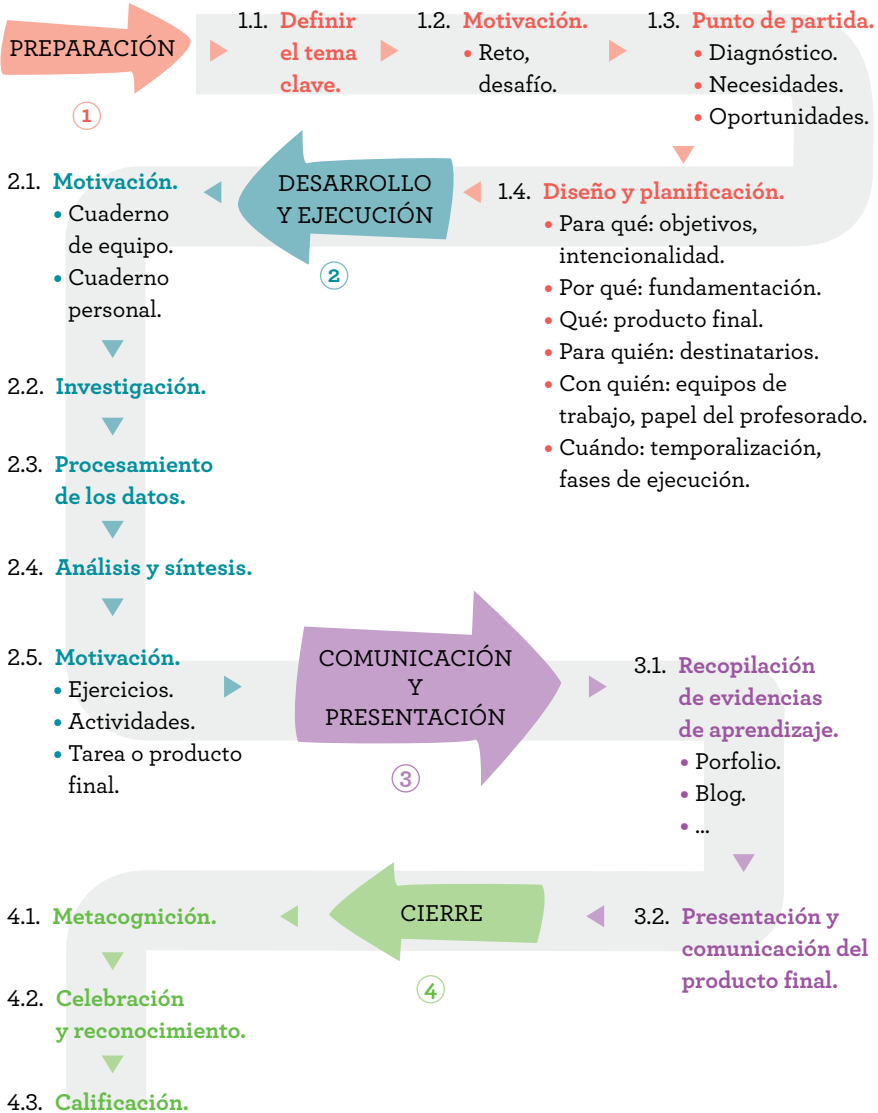 PREPARACIÓN
1
1.1. Definir
el tema
clave.
1.2. Motivación.
• Reto,
desafío.
1.3. Punto de partida.
• Diagnóstico.
• Necesidades.
• Oportunidades.
1.4. Diseño y planificación.
• Para qué: objetivos,
intencionalidad.
• Por qué: fundamentación.
• Qué: producto final.
• Para quién: destinatarios.
• Con quién: equipos de
trabajo, papel del profesorado.
• Cuándo: temporalización,
fases de ejecución.
DESARROLLO
Y EJECUCIÓN
2
2.1. Motivación.
• Cuaderno
de equipo.
• Cuaderno
personal.
2.2. Investigación.
2.3. Procesamiento
de los datos.
2.4. Análisis y síntesis.
2.5. Motivación.
• Ejercicios.
• Actividades.
• Tarea o producto
final.
COMUNICACIÓN
Y
PRESENTACIÓN
3
3.1. Recopilación
de evidencias
de aprendizaje.
• Porfolio.
• Blog.
• ...
3.2. Presentación y
comunicación del
producto final.
CIERRE
4
4.1. Metacognición.
4.2. Celebración
y reconocimiento.
4.3. Calificación.